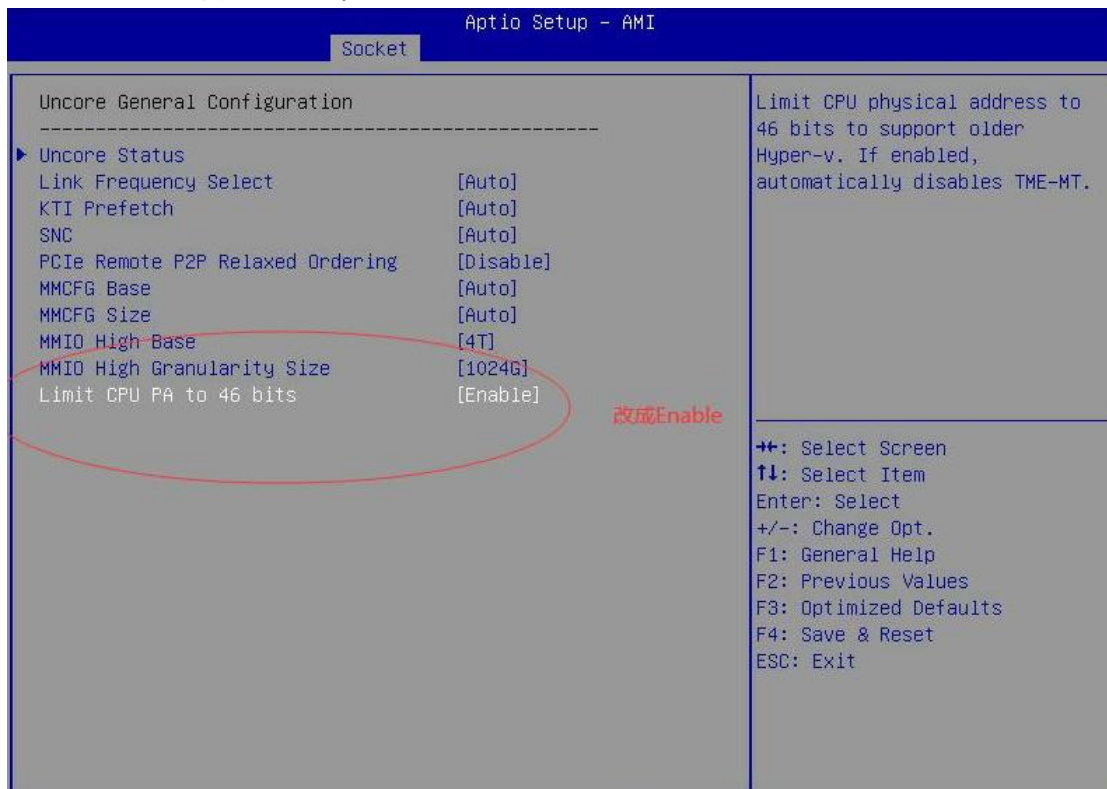 Aptio Setup - AMI
Socket
Uncore General Configuration
--------------------------------------------------
Uncore Status
Link Frequency Select [Auto]
KTI Prefetch [Auto]
SNC [Auto]
PCIe Remote P2P Relaxed Ordering [Disable]
MMCFG Base [Auto]
MMCFG Size [Auto]
MMIO High Base [4T]
MMIO High Granularity Size [1024G]
Limit CPU PA to 46 bits [Enable]
改成Enable
Limit CPU physical address to
46 bits to support older
Hyper-v. If enabled,
automatically disables TME-MT.
→←: Select Screen
↑↓: Select Item
Enter: Select
+/-: Change Opt.
F1: General Help
F2: Previous Values
F3: Optimized Defaults
F4: Save & Reset
ESC: Exit